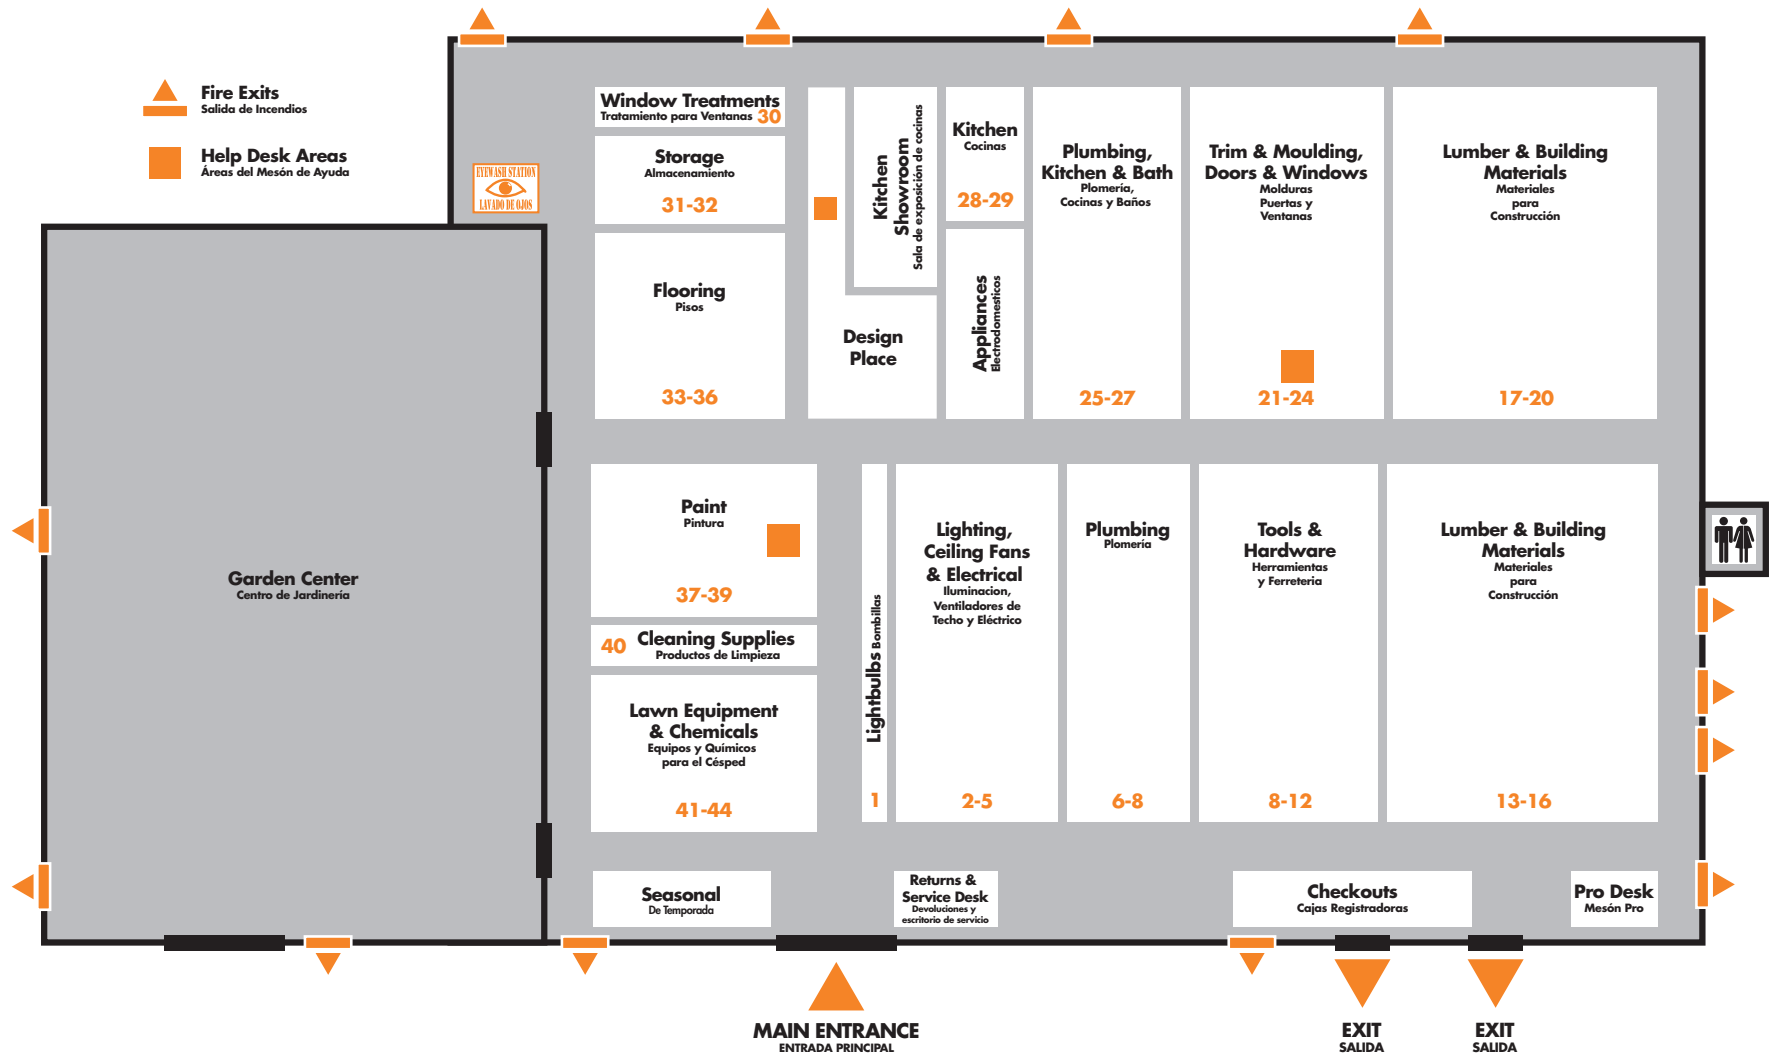 Fire Exits
Salida de Incendios
Help Desk Areas
Áreas del Mesón de Ayuda
EYEWASH STATION
LAVADO DE OJOS
Window Treatments
Tratamiento para Ventanas 30
Storage
Almacenamiento
31-32
Flooring
Pisos
33-36
Kitchen
Showroom
Sala de exposición de cocinas
Design
Place
Kitchen
Cocinas
28-29
Appliances
Electrodomesticos
Plumbing,
Kitchen & Bath
Plomería,
Cocinas y Baños
25-27
Trim & Moulding,
Doors & Windows
Molduras
Puertas y
Ventanas
21-24
Lumber & Building
Materials
Materiales
para
Construcción
17-20
Garden Center
Centro de Jardinería
Paint
Pintura
37-39
40 Cleaning Supplies
Productos de Limpieza
Lawn Equipment
& Chemicals
Equipos y Químicos
para el Césped
41-44
Lightbulbs Bombillas
1
Lighting,
Ceiling Fans
& Electrical
Iluminacion,
Ventiladores de
Techo y Eléctrico
2-5
Plumbing
Plomería
6-8
Tools &
Hardware
Herramientas
y Ferreteria
8-12
Lumber & Building
Materials
Materiales
para
Construcción
13-16
Seasonal
De Temporada
Returns &
Service Desk
Devoluciones y
escritorio de servicio
Checkouts
Cajas Registradoras
Pro Desk
Mesón Pro
MAIN ENTRANCE
ENTRADA PRINCIPAL
EXIT
SALIDA
EXIT
SALIDA